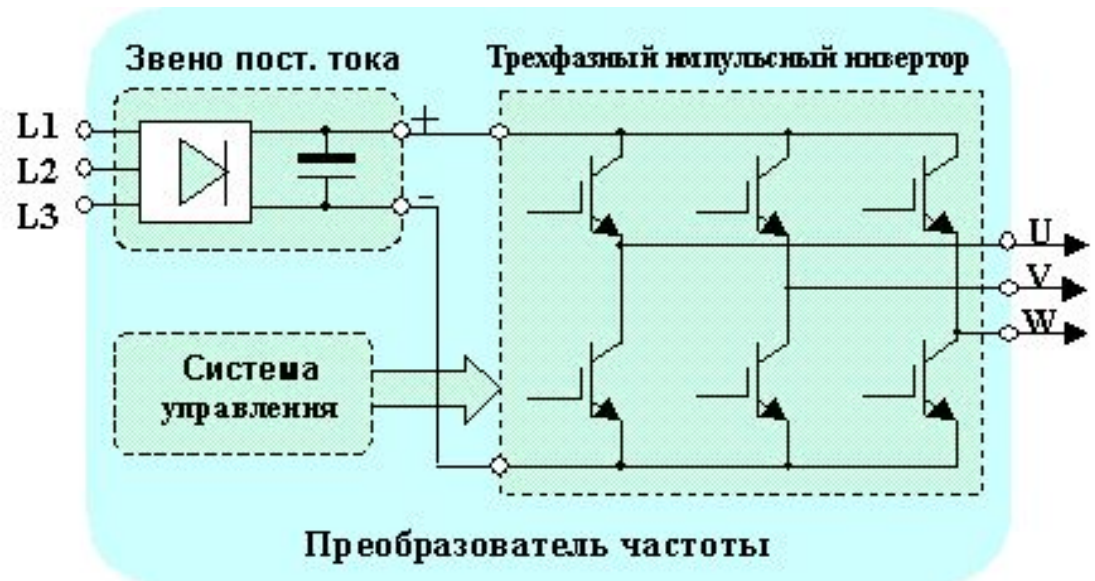 Звено пост. тока
Трехфазный импульсный инвертор
L1
L2
L3
+
-
U
V
W
Система
управления
Преобразователь частоты